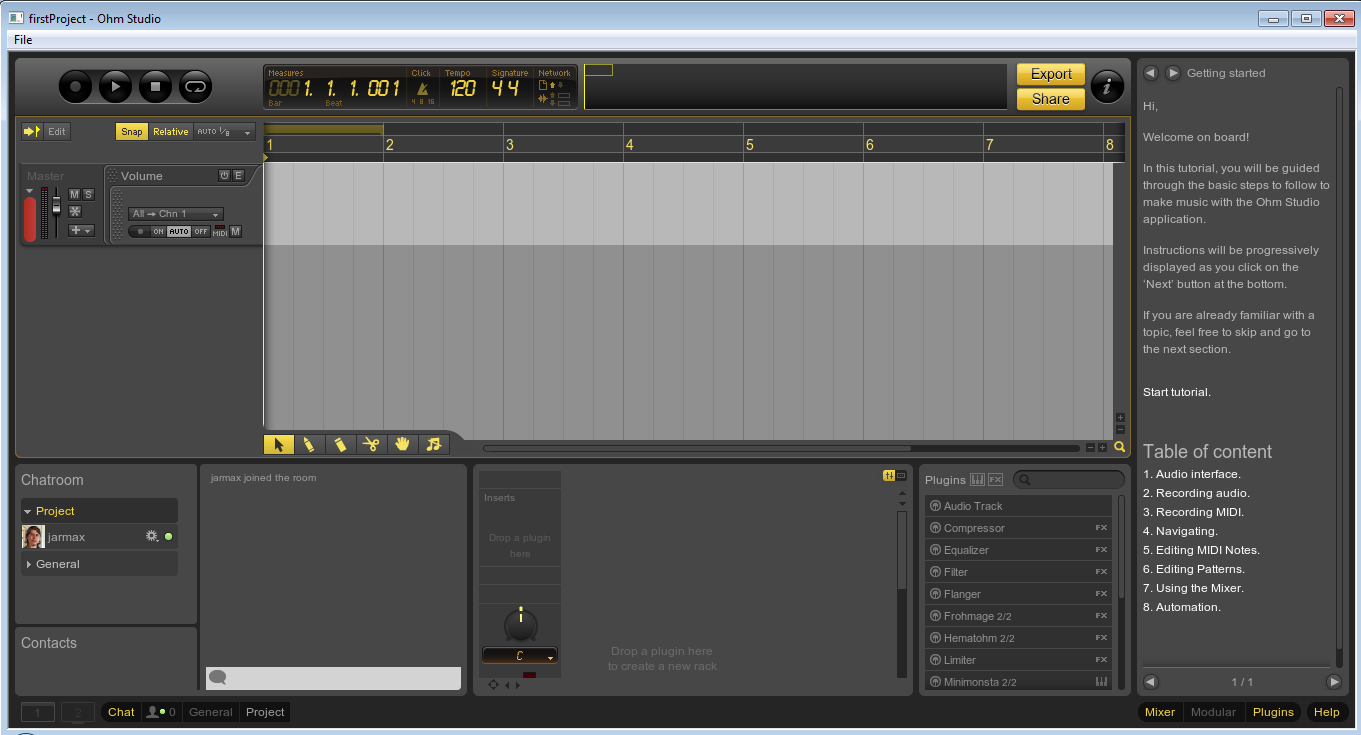 firstProject - Ohm Studio
File
Measures
1. 1. 1. 001
Bar
Beat
Click
4 8 16
Tempo
120
Signature
4 4
Network
Export
Share
i
Edit
Snap
Relative
AUTO 1/8
1 2 3 4 5 6 7 8
Master
M S
Volume
E
All → Chn 1
ON AUTO OFF MIDI M
Getting started
Hi,
Welcome on board!
In this tutorial, you will be guided
through the basic steps to follow to
make music with the Ohm Studio
application.
Instructions will be progressively
displayed as you click on the
'Next' button at the bottom.
If you are already familiar with a
topic, feel free to skip and go to
the next section.
Start tutorial.
Table of content
1. Audio interface.
2. Recording audio.
3. Recording MIDI.
4. Navigating.
5. Editing MIDI Notes.
6. Editing Patterns.
7. Using the Mixer.
8. Automation.
1 / 1
Chatroom
Project
jarmax
General
Contacts
jarmax joined the room
Inserts
Drop a plugin
here
C
Drop a plugin here
to create a new rack
Plugins FX
Audio Track
Compressor FX
Equalizer FX
Filter FX
Flanger FX
Frohmage 2/2 FX
Hematohm 2/2 FX
Limiter FX
Minimonsta 2/2
1 2 Chat 0 General Project
Mixer Modular Plugins Help